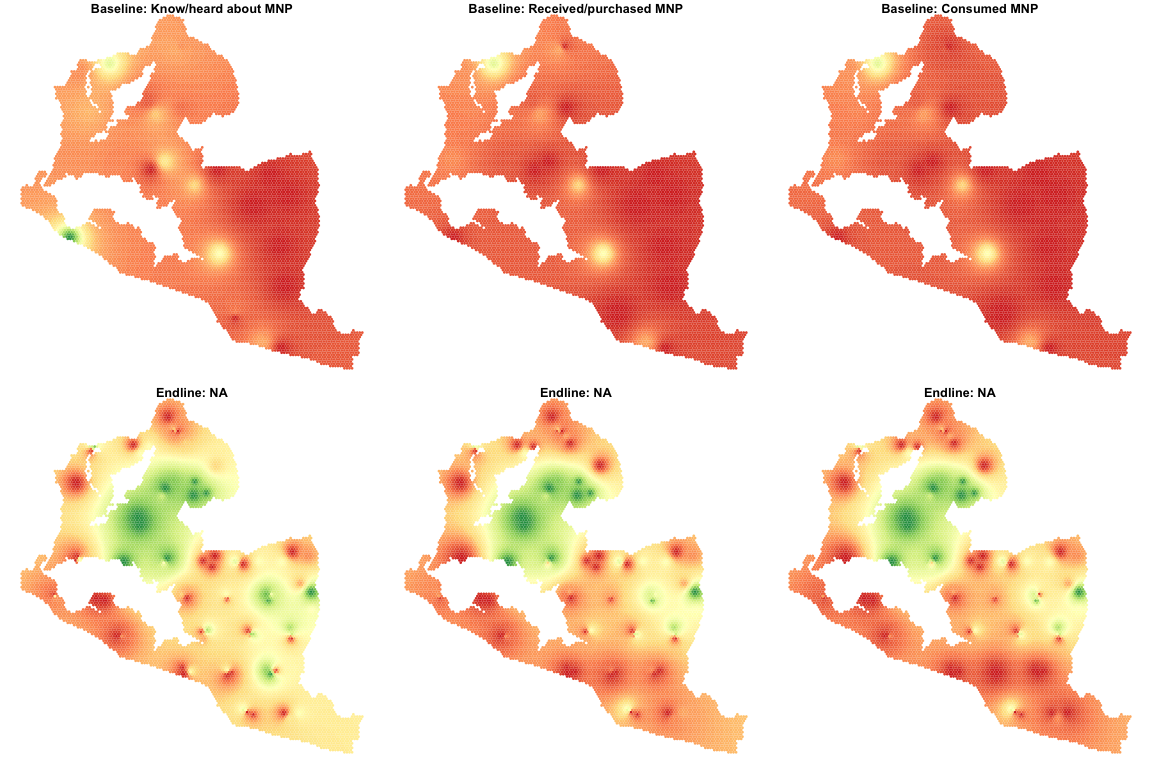 Baseline: Know/heard about MNP
Baseline: Received/purchased MNP
Baseline: Consumed MNP
Endline: NA
Endline: NA
Endline: NA